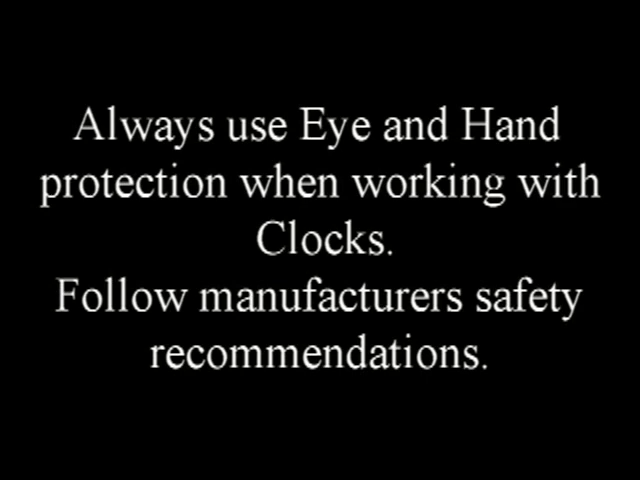 Always use Eye and Hand
protection when working with
Clocks.
Follow manufacturers safety
recommendations.